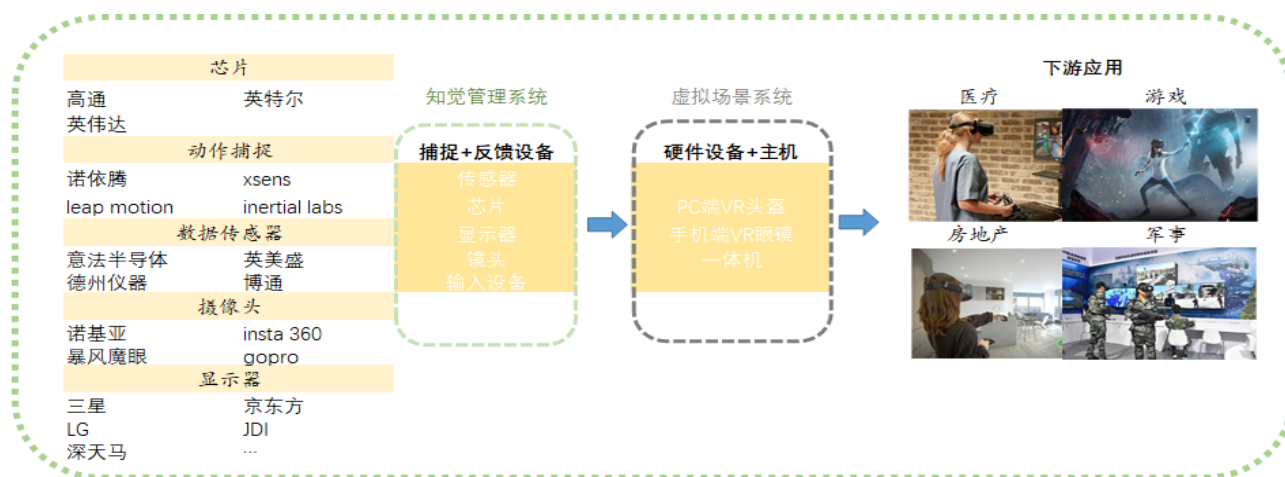 芯片
高通 英特尔
英伟达
动作捕捉
诺依腾 xsens
leap motion inertial labs
数据传感器
意法半导体 英美盛
德州仪器 博通
摄像头
诺基亚 insta 360
暴风魔眼 gopro
显示器
三星 京东方
LG JDI
深天马 ...
知觉管理系统
捕捉+反馈设备
传感器
芯片
显示器
镜头
输入设备
虚拟场景系统
硬件设备+主机
PC端VR头盔
手机端VR眼镜
一体机
下游应用
医疗 游戏
房地产 军事